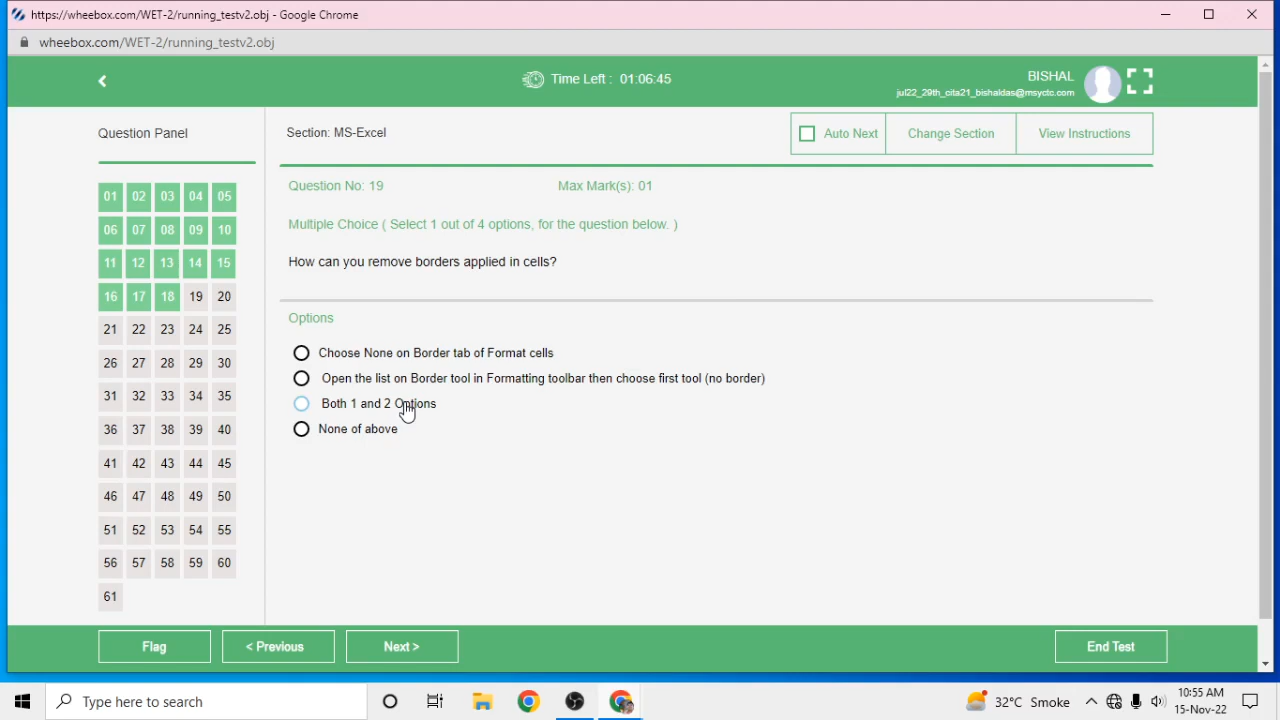 https://wheebox.com/WET-2/running_testv2.obj - Google Chrome
wheebox.com/WET-2/running_testv2.obj
Time Left : 01:06:45
BISHAL
jul22_29th_cita21_bishaldas@msyctc.com
Question Panel
Section: MS-Excel
Auto Next
Change Section
View Instructions
Question No: 19
Max Mark(s): 01
Multiple Choice ( Select 1 out of 4 options, for the question below. )
How can you remove borders applied in cells?
Options
Choose None on Border tab of Format cells
Open the list on Border tool in Formatting toolbar then choose first tool (no border)
Both 1 and 2 Options
None of above
01 02 03 04 05
06 07 08 09 10
11 12 13 14 15
16 17 18 19 20
21 22 23 24 25
26 27 28 29 30
31 32 33 34 35
36 37 38 39 40
41 42 43 44 45
46 47 48 49 50
51 52 53 54 55
56 57 58 59 60
61
Flag
< Previous
Next >
End Test
Type here to search
32°C Smoke
10:55 AM
15-Nov-22